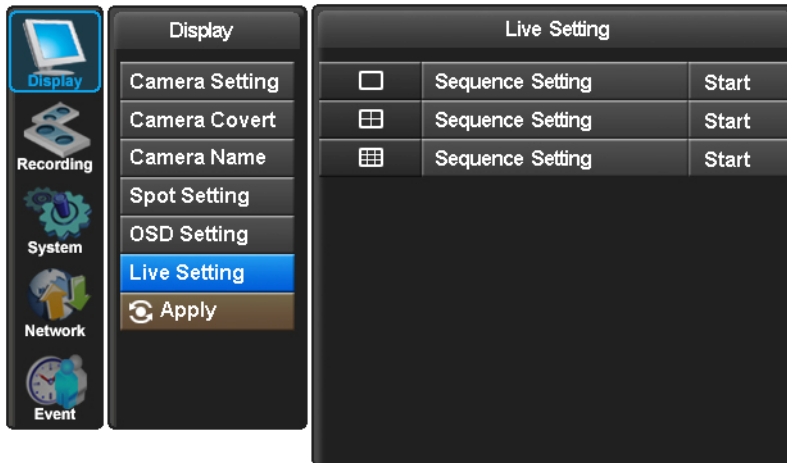 Display
Recording
System
Network
Event
Display
Camera Setting
Camera Covert
Camera Name
Spot Setting
OSD Setting
Live Setting
Apply
Live Setting
Sequence Setting Start
Sequence Setting Start
Sequence Setting Start